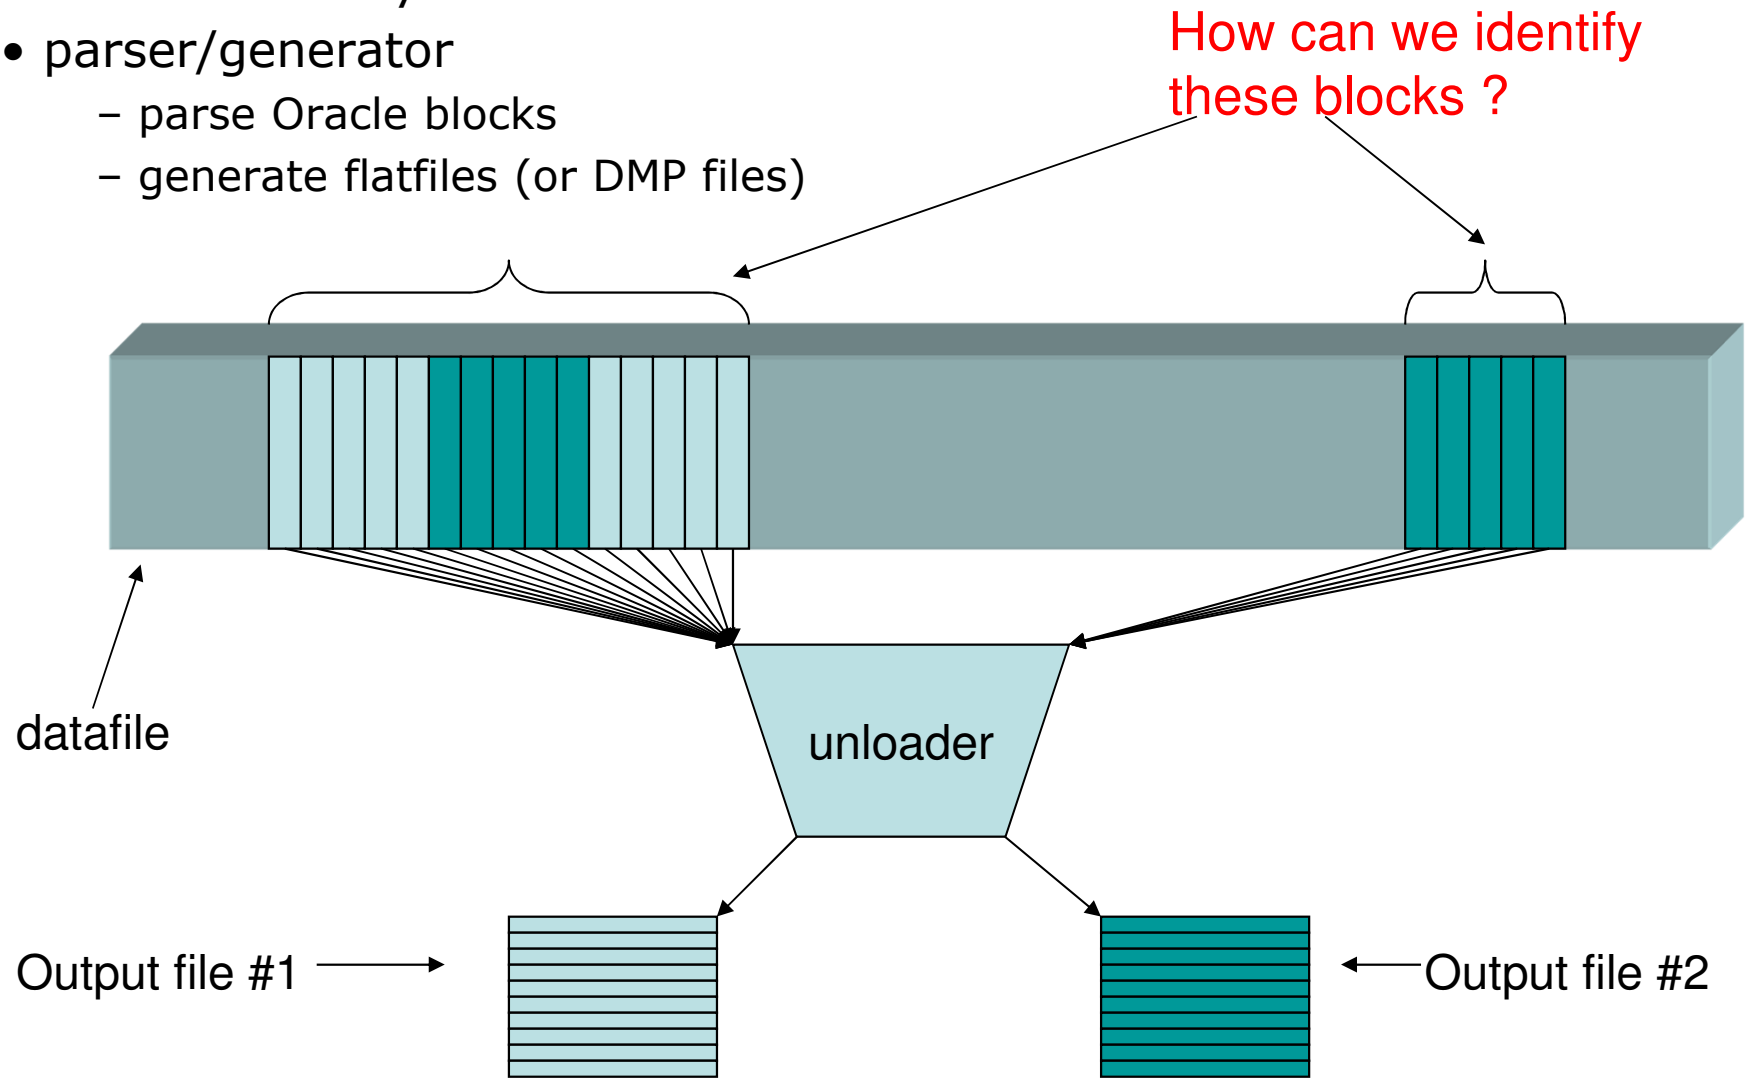 • parser/generator
– parse Oracle blocks
– generate flatfiles (or DMP files)
How can we identify
these blocks ?
datafile
unloader
Output file #1
Output file #2